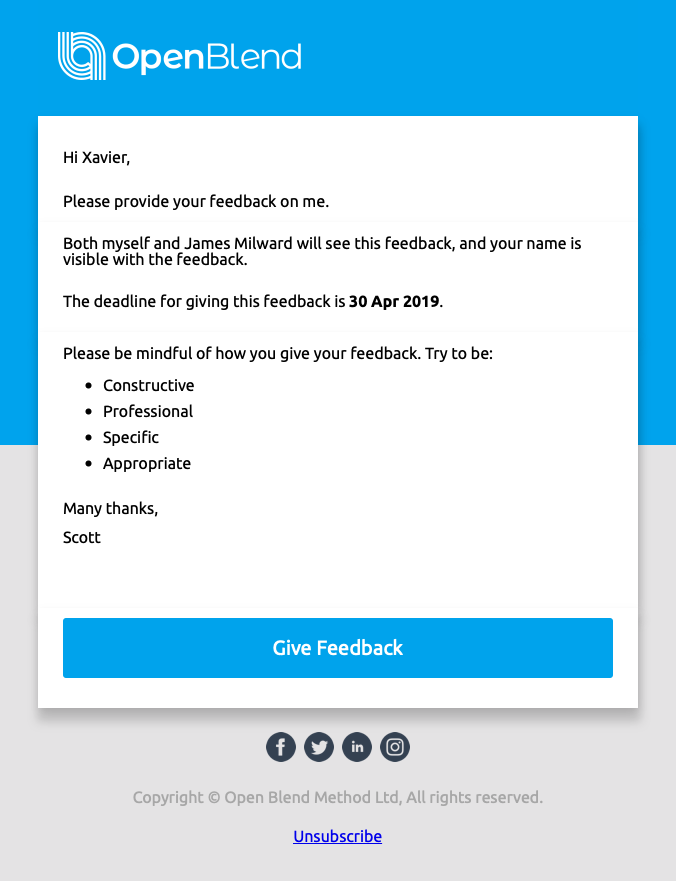 OpenBlend
Hi Xavier,
Please provide your feedback on me.
Both myself and James Milward will see this feedback, and your name is
visible with the feedback.
The deadline for giving this feedback is 30 Apr 2019.
Please be mindful of how you give your feedback. Try to be:
• Constructive
• Professional
• Specific
• Appropriate
Many thanks,
Scott
Give Feedback
Copyright © Open Blend Method Ltd, All rights reserved.
Unsubscribe